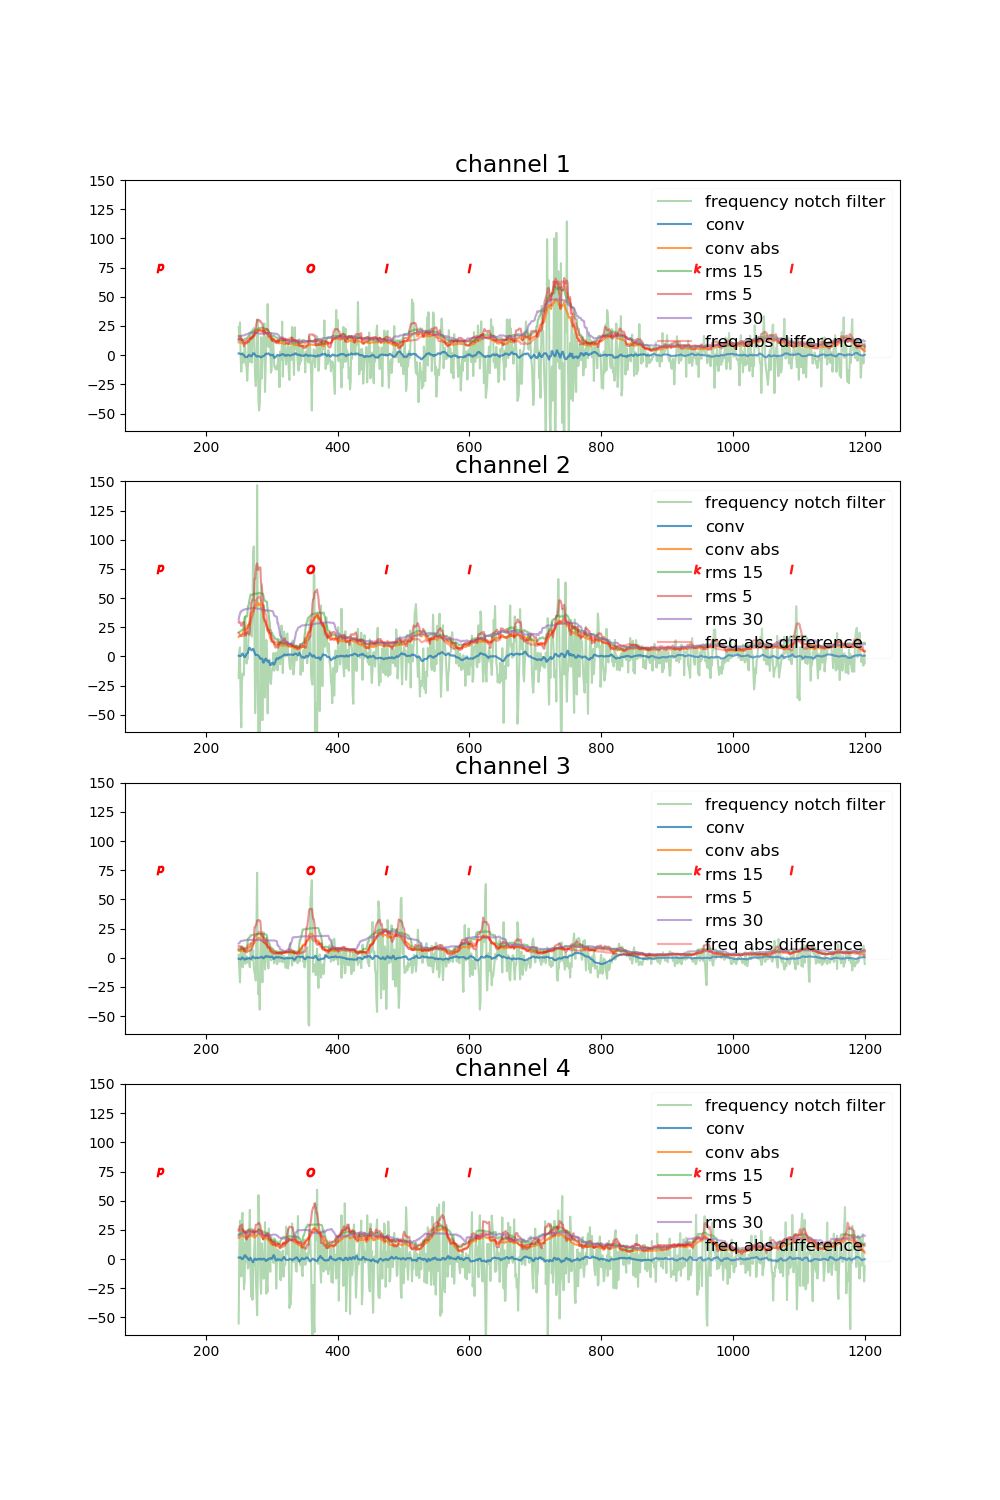 channel 1
150
125
100
75
50
25
0
−25
−50
p o l l k l
frequency notch filter
conv
conv abs
rms 15
rms 5
rms 30
freq abs difference
200 400 600 800 1000 1200
channel 2
150
125
100
75
50
25
0
−25
−50
p o l l k l
frequency notch filter
conv
conv abs
rms 15
rms 5
rms 30
freq abs difference
200 400 600 800 1000 1200
channel 3
150
125
100
75
50
25
0
−25
−50
p o l l k l
frequency notch filter
conv
conv abs
rms 15
rms 5
rms 30
freq abs difference
200 400 600 800 1000 1200
channel 4
150
125
100
75
50
25
0
−25
−50
p o l l k l
frequency notch filter
conv
conv abs
rms 15
rms 5
rms 30
freq abs difference
200 400 600 800 1000 1200